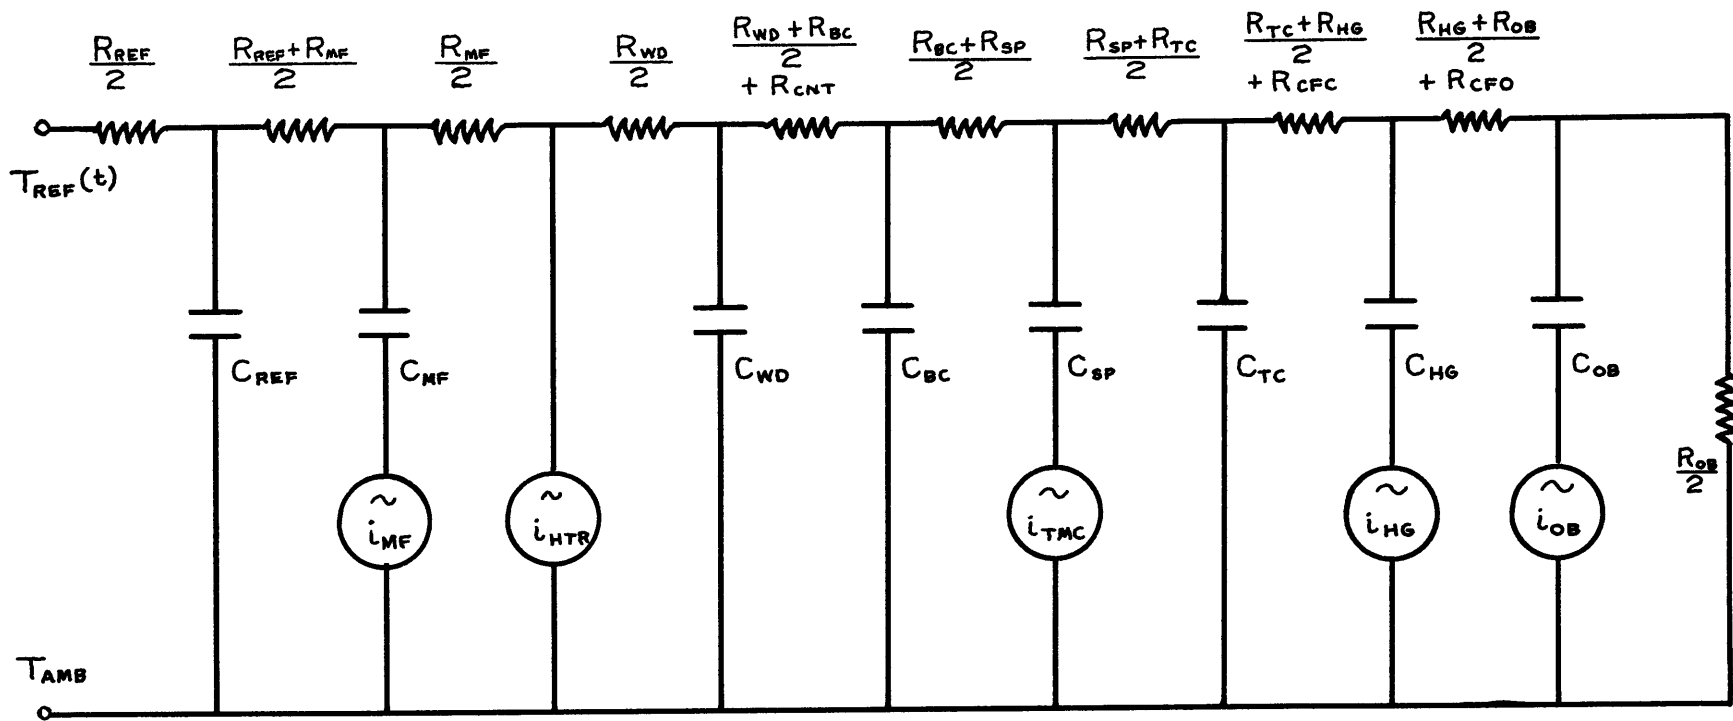 R_REF/2
R_REF + R_MF/2
R_MF/2
R_WD/2
R_WD + R_BC/2
+ R_CNT
R_BC + R_SP/2
R_SP + R_TC/2
R_TC + R_HG/2
+ R_CFC
R_HG + R_OB/2
+ R_CFO
T_REF(t)
C_REF
C_MF
C_WD
C_BC
C_SP
C_TC
C_HG
C_OB
R_OB/2
~
i_MF
~
i_HTR
~
i_TMC
~
i_HG
~
i_OB
T_AMB